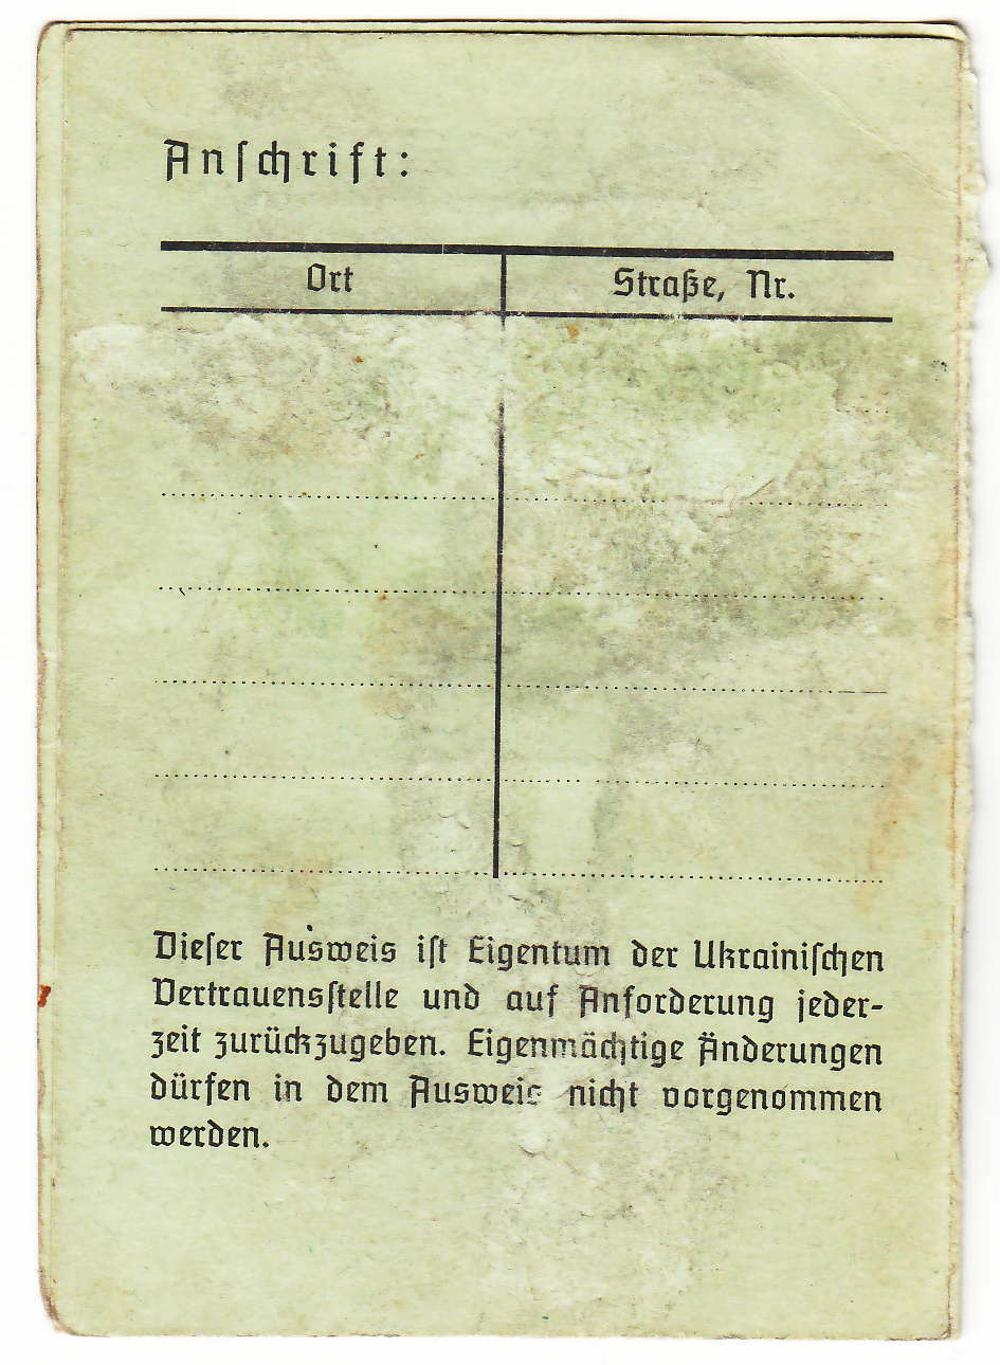 Anschrift:
Ort
Straße, Nr.
Dieser Ausweis ist Eigentum der Ukrainischen
Vertrauensstelle und auf Anforderung jeder-
zeit zurückzugeben. Eigenmächtige Änderungen
dürfen in dem Ausweis nicht vorgenommen
werden.